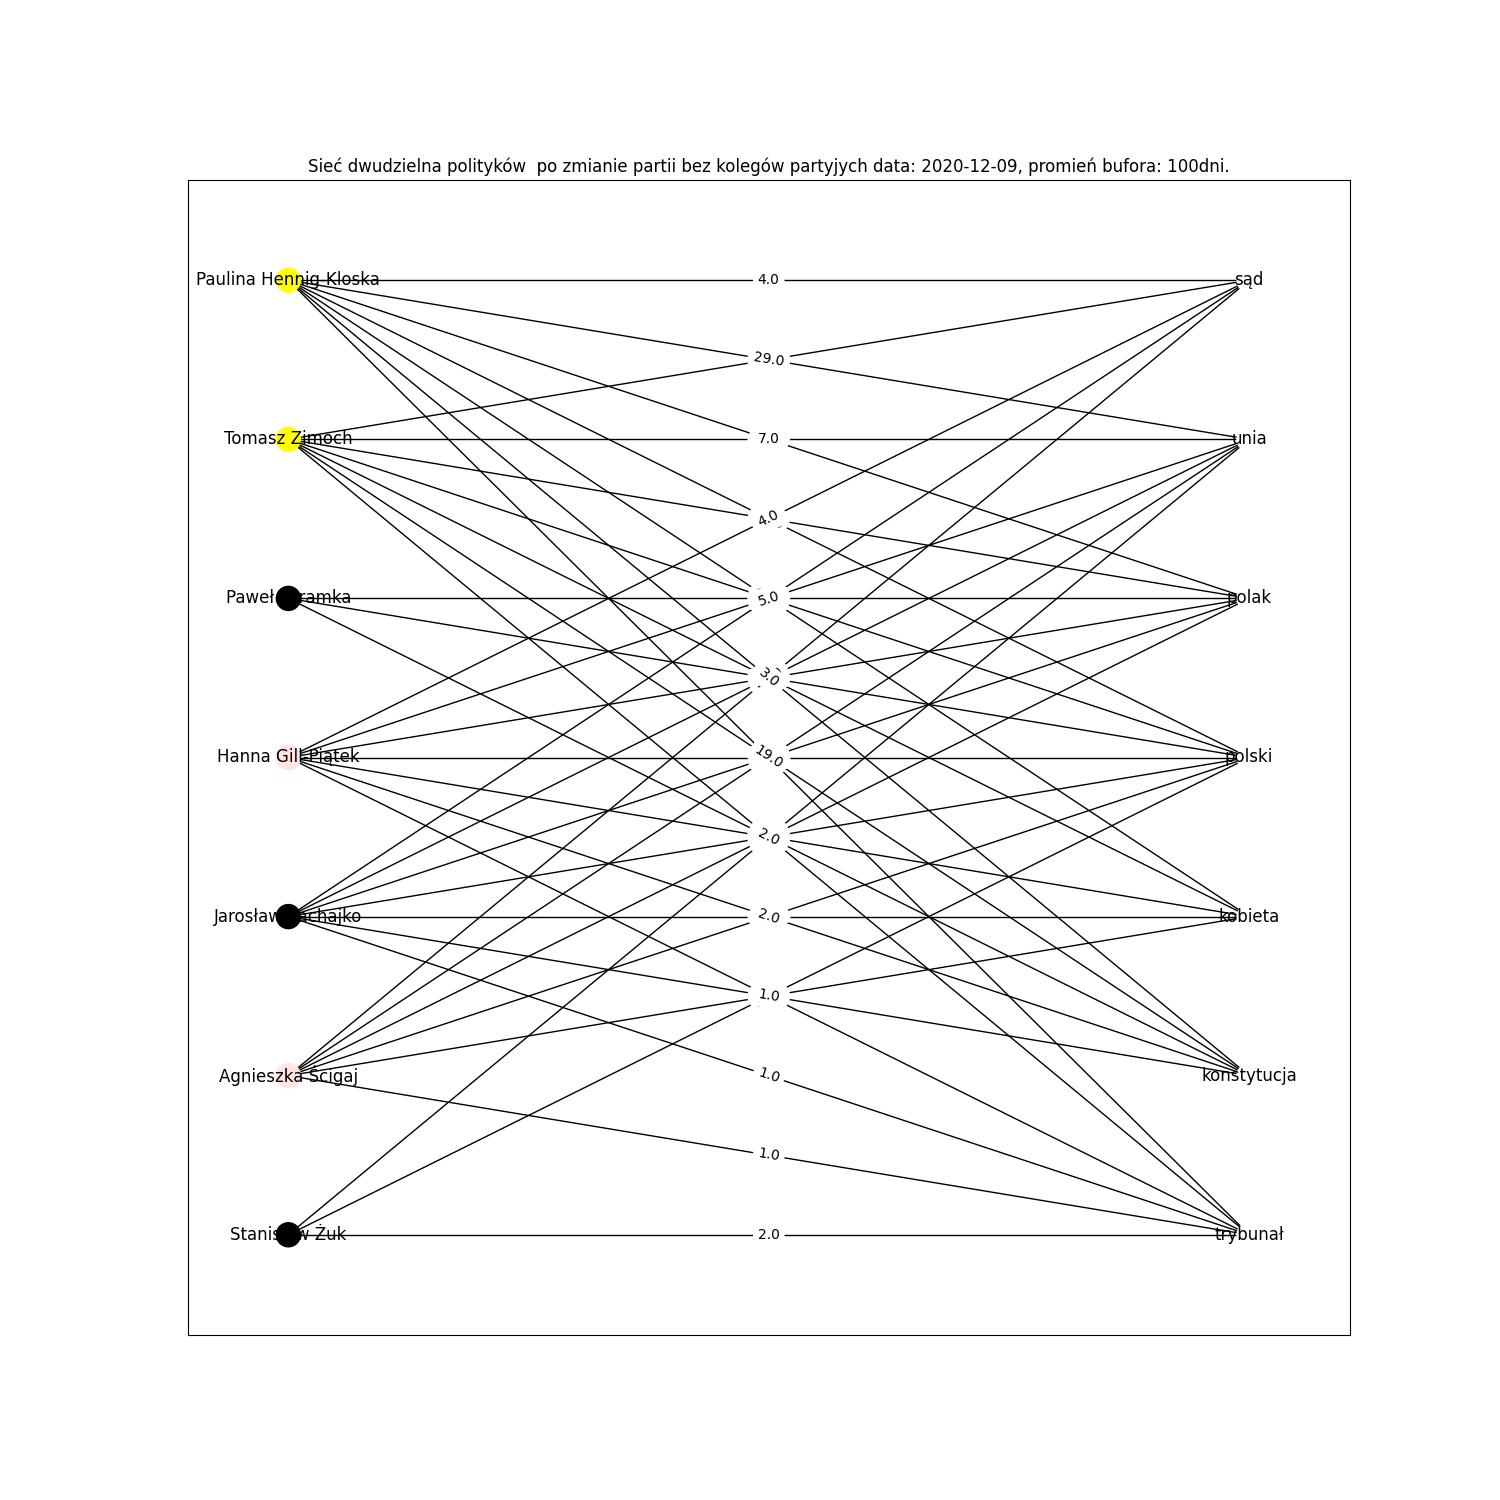 Sieć dwudzielna polityków  po zmianie partii bez kolegów partyjych data: 2020-12-09, promień bufora: 100dni.
Paulina Hennig Kloska
4.0
sąd
29.0
Tomasz Zimoch
7.0
unia
4.0
Paweł
5.0
polak
3.0
Hanna Gill Piątek
19.0
polski
2.0
Jarosław
2.0
kobieta
1.0
Agnieszka Ścigaj
1.0
konstytucja
1.0
Żuk
2.0
trybunał